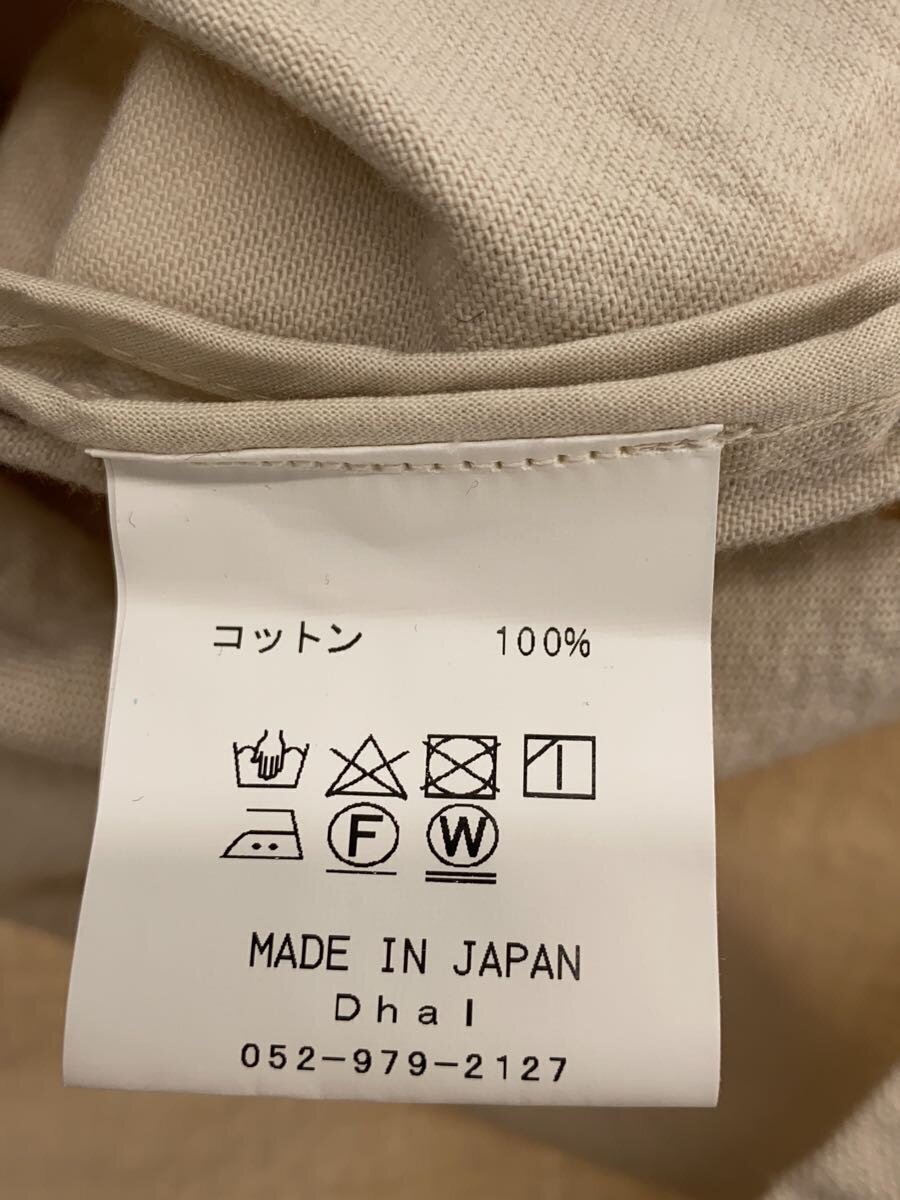 コットン 100%
F W
MADE IN JAPAN
Dhal
052-979-2127